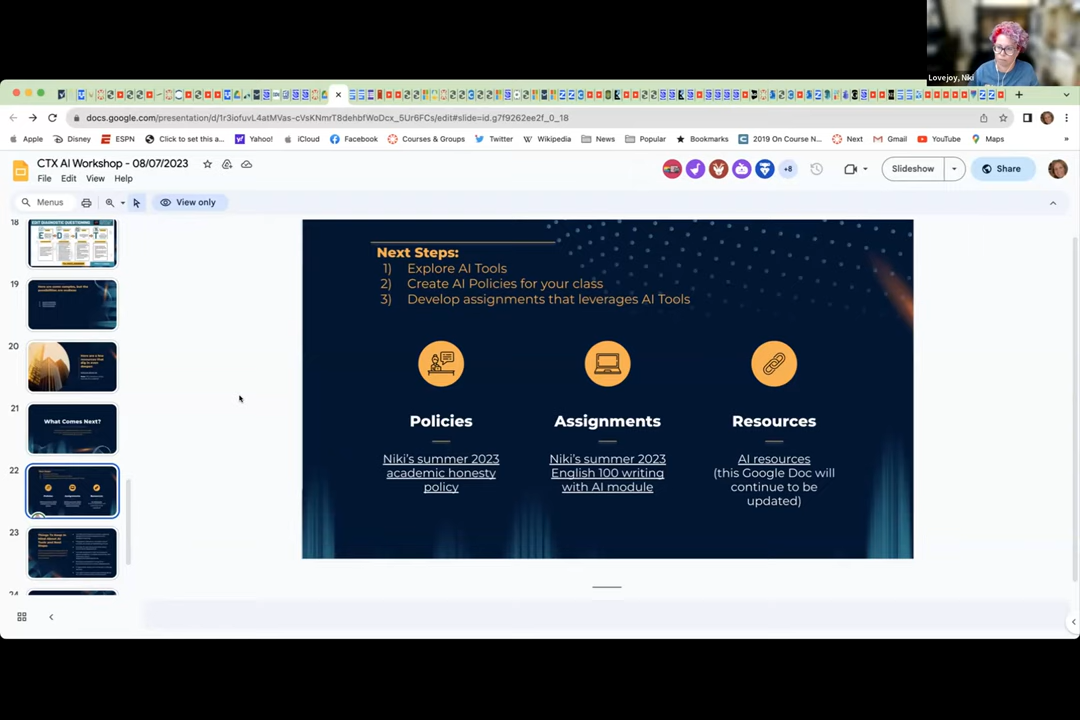 Lovejoy, Niki
docs.google.com/presentation/d/1r3iofuvL4atMVas-cVsKNmrT8dehbfWoDcx_5Ur6FCs/edit#slide=id.g7f9262ee2f_0_18
Apple Disney ESPN Click to set this a... Yahoo! iCloud Facebook Courses & Groups Twitter Wikipedia News Popular Bookmarks 2019 On Course N... Next Gmail YouTube Maps
CTX AI Workshop - 08/07/2023
File Edit View Help
+8
Slideshow
Share
Menus
View only
18
19
20
21
What Comes Next?
22
23
24
Next Steps:
1) Explore AI Tools
2) Create AI Policies for your class
3) Develop assignments that leverages AI Tools
Policies Assignments Resources
Niki's summer 2023
academic honesty
policy
Niki's summer 2023
English 100 writing
with AI module
AI resources
(this Google Doc will
continue to be
updated)